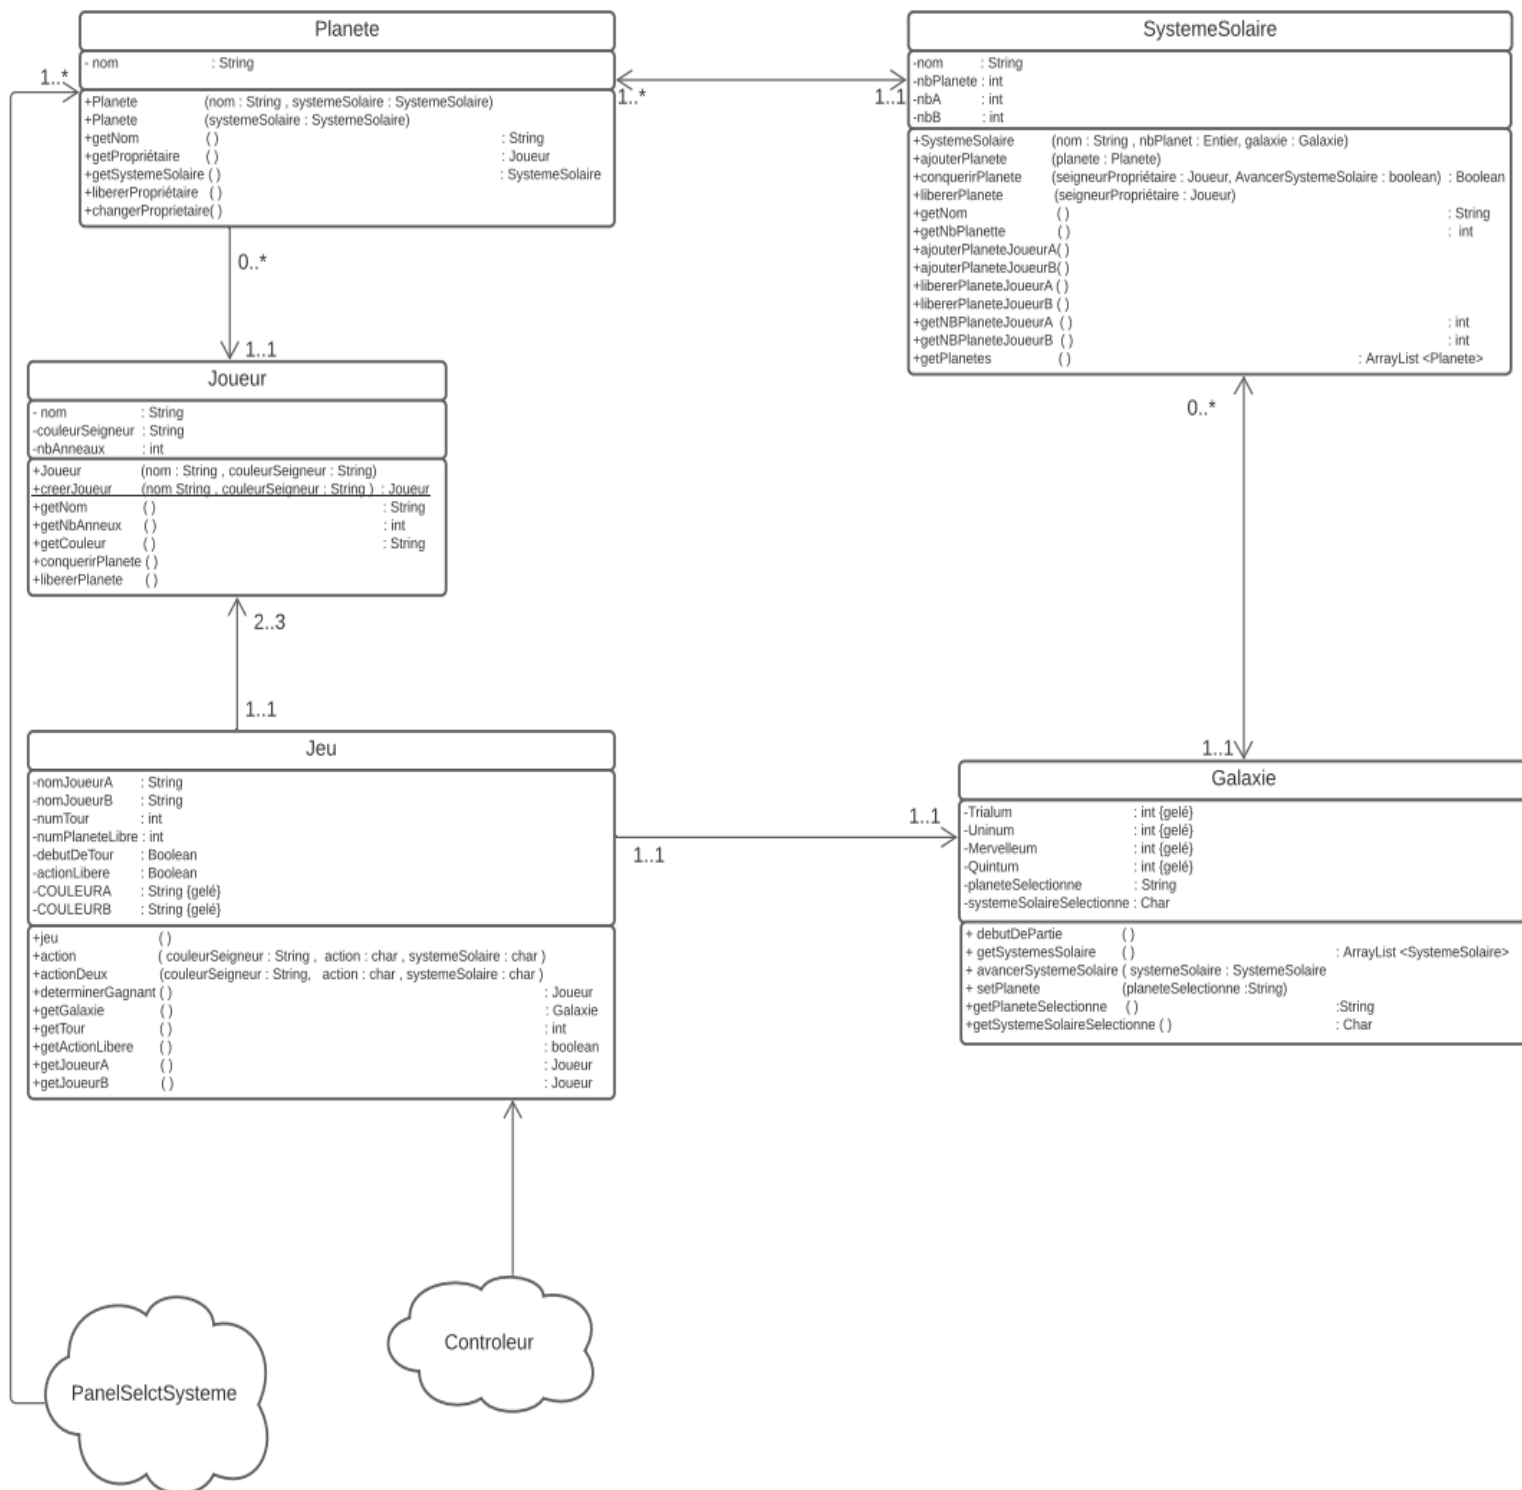 Planete
- nom : String
+Planete (nom : String , systemeSolaire : SystemeSolaire)
+Planete (systemeSolaire : SystemeSolaire)
+getNom ( ) : String
+getPropriétaire ( ) : Joueur
+getSystemeSolaire ( ) : SystemeSolaire
+libererPropriétaire ( )
+changerProprietaire( )
1..*
1..*
1..1
SystemeSolaire
-nom : String
-nbPlanete : int
-nbA : int
-nbB : int
+SystemeSolaire (nom : String , nbPlanet : Entier, galaxie : Galaxie)
+ajouterPlanete (planete : Planete)
+conquerirPlanete (seigneurPropriétaire : Joueur, AvancerSystemeSolaire : boolean) : Boolean
+libererPlanete (seigneurPropriétaire : Joueur)
+getNom ( ) : String
+getNbPlanette ( ) : int
+ajouterPlaneteJoueurA( )
+ajouterPlaneteJoueurB( )
+libererPlaneteJoueurA ( )
+libererPlaneteJoueurB ( )
+getNBPlaneteJoueurA ( ) : int
+getNBPlaneteJoueurB ( ) : int
+getPlanetes ( ) : ArrayList <Planete>
0..*
1..1
Joueur
- nom : String
-couleurSeigneur : String
-nbAnneaux : int
+Joueur (nom : String , couleurSeigneur : String)
+creerJoueur (nom String , couleurSeigneur : String ) : Joueur
+getNom ( ) : String
+getNbAnneux ( ) : int
+getCouleur ( ) : String
+conquerirPlanete ( )
+libererPlanete ( )
0..*
2..3
1..1
1..1
Jeu
-nomJoueurA : String
-nomJoueurB : String
-numTour : int
-numPlaneteLibre : int
-debutDeTour : Boolean
-actionLibere : Boolean
-COULEURA : String {gelé}
-COULEURB : String {gelé}
+jeu ( )
+action ( couleurSeigneur : String , action : char , systemeSolaire : char )
+actionDeux (couleurSeigneur : String, action : char , systemeSolaire : char )
+determinerGagnant ( ) : Joueur
+getGalaxie ( ) : Galaxie
+getTour ( ) : int
+getActionLibere ( ) : boolean
+getJoueurA ( ) : Joueur
+getJoueurB ( ) : Joueur
1..1
1..1
Galaxie
-Trialum : int {gelé}
-Uninum : int {gelé}
-Mervelleum : int {gelé}
-Quintum : int {gelé}
-planeteSelectionne : String
-systemeSolaireSelectionne : Char
+ debutDePartie ( )
+ getSystemesSolaire ( ) : ArrayList <SystemeSolaire>
+ avancerSystemeSolaire ( systemeSolaire : SystemeSolaire
+ setPlanete (planeteSelectionne :String)
+getPlaneteSelectionne ( ) :String
+getSystemeSolaireSelectionne ( ) : Char
Controleur
PanelSelctSysteme